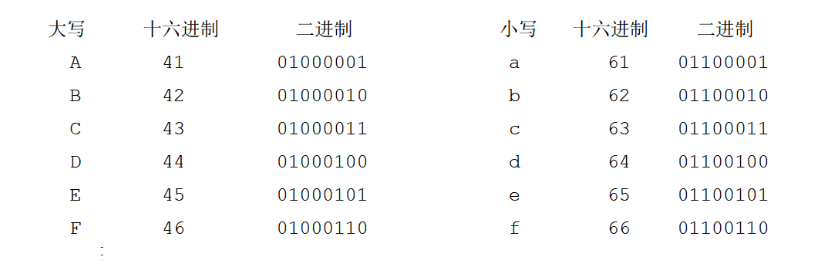 大写 十六进制 二进制 小写 十六进制 二进制
A 41 01000001 a 61 01100001
B 42 01000010 b 62 01100010
C 43 01000011 c 63 01100011
D 44 01000100 d 64 01100100
E 45 01000101 e 65 01100101
F 46 01000110 f 66 01100110
⋮